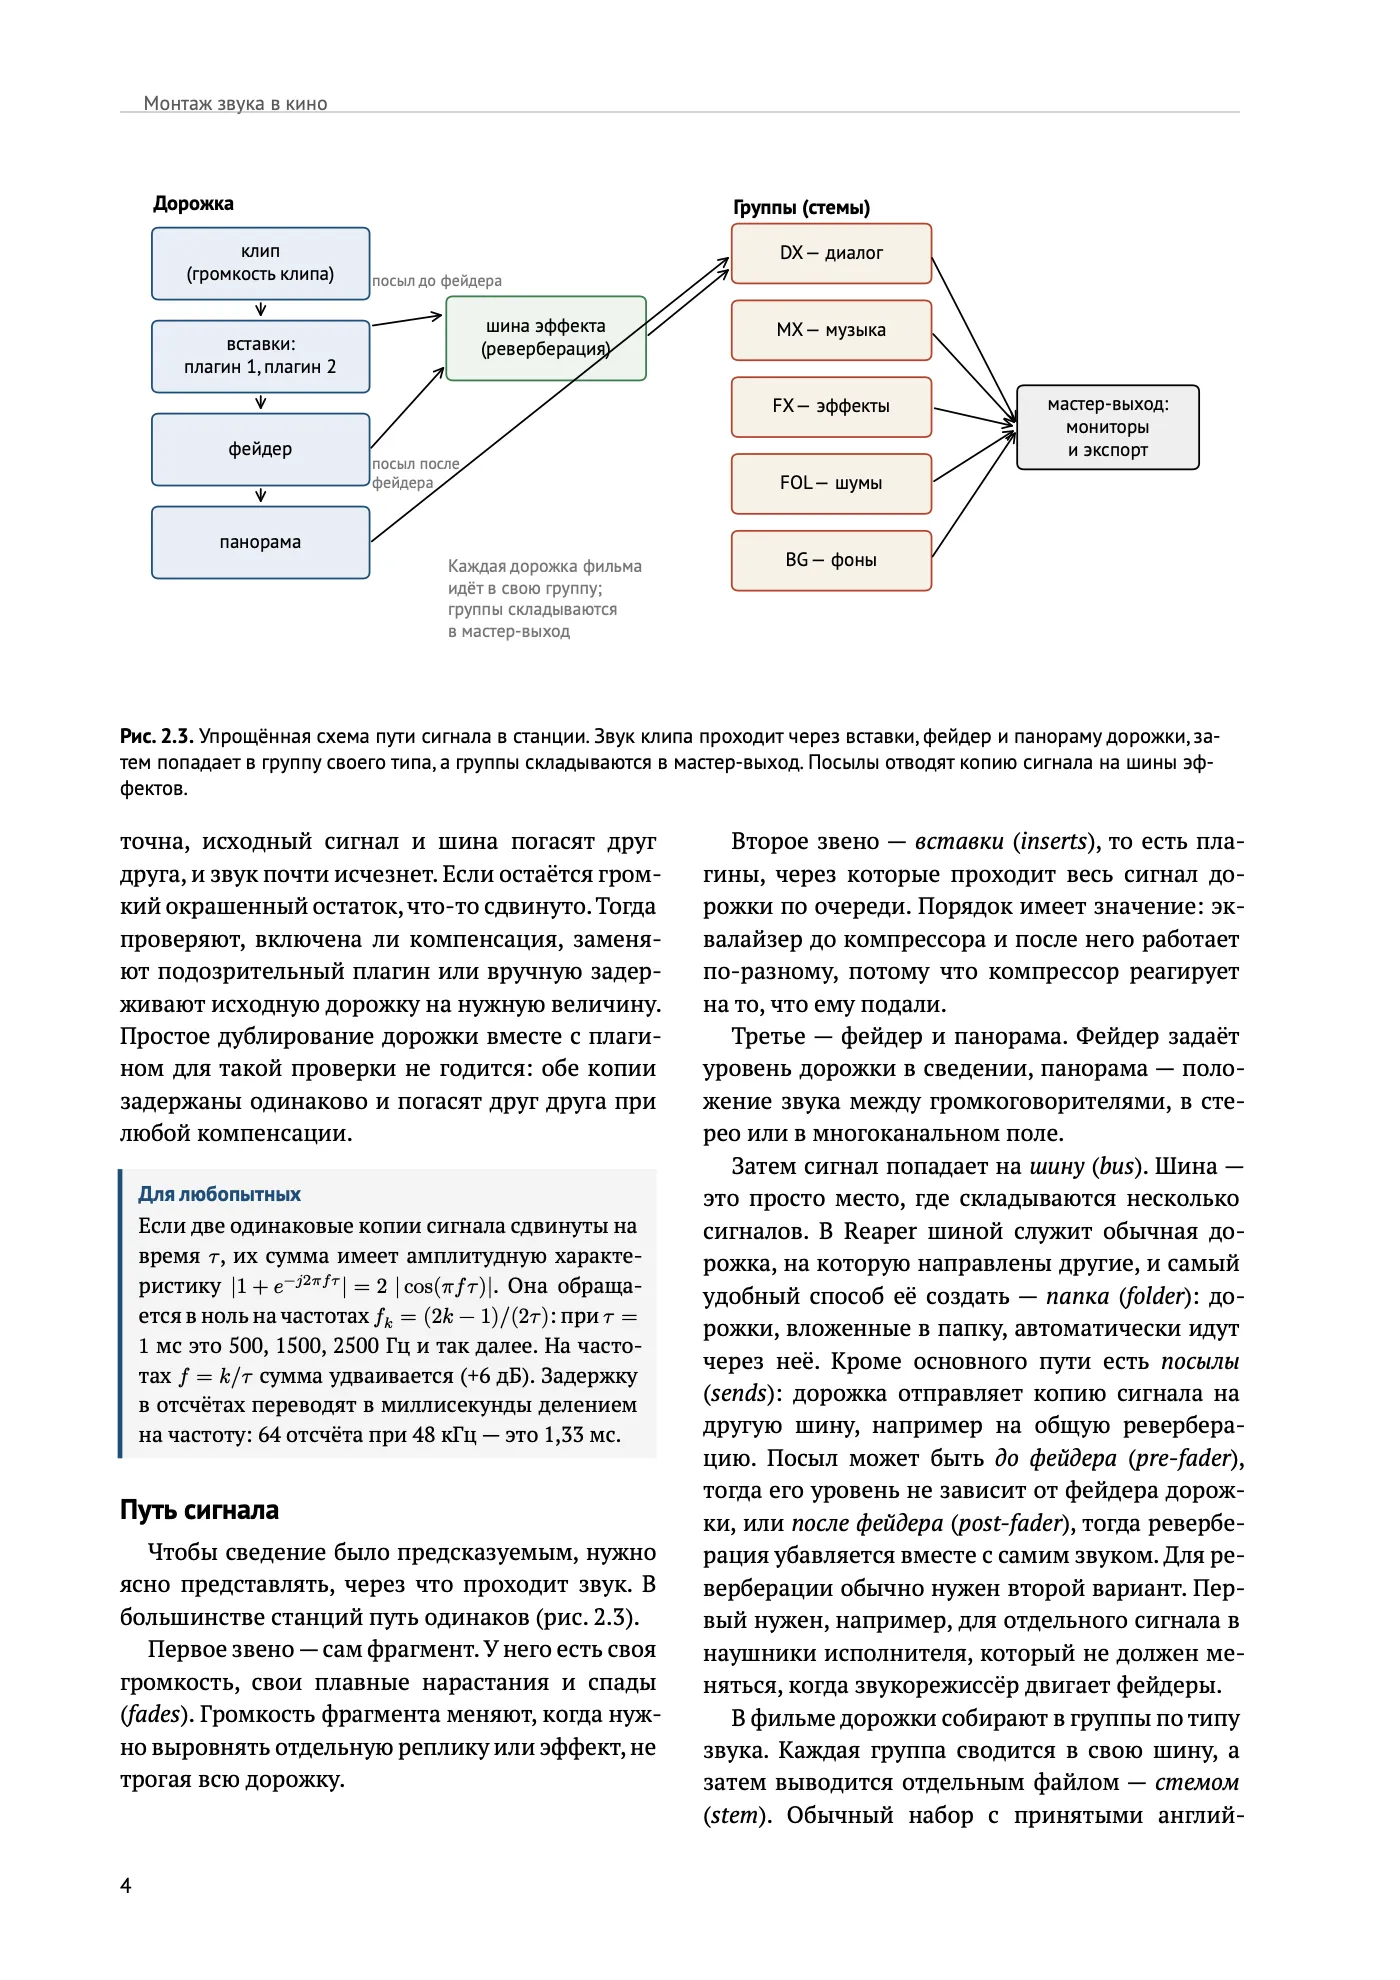 Монтаж звука в кино
Дорожка
клип
(громкость клипа)
вставки:
плагин 1, плагин 2
фейдер
панорама
посыл до фейдера
посыл после
фейдера
шина эффекта
(реверберация)
Каждая дорожка фильма
идёт в свою группу;
группы складываются
в мастер-выход
Группы (стемы)
DX — диалог
MX — музыка
FX — эффекты
FOL — шумы
BG — фоны
мастер-выход:
мониторы
и экспорт
Рис. 2.3. Упрощённая схема пути сигнала в станции. Звук клипа проходит через вставки, фейдер и панораму дорожки, за-
тем попадает в группу своего типа, а группы складываются в мастер-выход. Посылы отводят копию сигнала на шины эф-
фектов.
точна, исходный сигнал и шина погасят друг
друга, и звук почти исчезнет. Если остаётся гром-
кий окрашенный остаток, что-то сдвинуто. Тогда
проверяют, включена ли компенсация, заменя-
ют подозрительный плагин или вручную задер-
живают исходную дорожку на нужную величину.
Простое дублирование дорожки вместе с плаги-
ном для такой проверки не годится: обе копии
задержаны одинаково и погасят друг друга при
любой компенсации.
Для любопытных
Если две одинаковые копии сигнала сдвинуты на
время τ, их сумма имеет амплитудную характе-
ристику |1 + e^{−j2πfτ}| = 2 |cos(πfτ)|. Она обраща-
ется в ноль на частотах f_k = (2k − 1)/(2τ): при τ =
1 мс это 500, 1500, 2500 Гц и так далее. На часто-
тах f = k/τ сумма удваивается (+6 дБ). Задержку
в отсчётах переводят в миллисекунды делением
на частоту: 64 отсчёта при 48 кГц — это 1,33 мс.
Путь сигнала
Чтобы сведение было предсказуемым, нужно
ясно представлять, через что проходит звук. В
большинстве станций путь одинаков (рис. 2.3).
Первое звено — сам фрагмент. У него есть своя
громкость, свои плавные нарастания и спады
(fades). Громкость фрагмента меняют, когда нуж-
но выровнять отдельную реплику или эффект, не
трогая всю дорожку.
Второе звено — вставки (inserts), то есть пла-
гины, через которые проходит весь сигнал до-
рожки по очереди. Порядок имеет значение: эк-
валайзер до компрессора и после него работает
по-разному, потому что компрессор реагирует
на то, что ему подали.
Третье — фейдер и панорама. Фейдер задаёт
уровень дорожки в сведении, панорама — поло-
жение звука между громкоговорителями, в сте-
рео или в многоканальном поле.
Затем сигнал попадает на шину (bus). Шина —
это просто место, где складываются несколько
сигналов. В Reaper шиной служит обычная до-
рожка, на которую направлены другие, и самый
удобный способ её создать — папка (folder): до-
рожки, вложенные в папку, автоматически идут
через неё. Кроме основного пути есть посылы
(sends): дорожка отправляет копию сигнала на
другую шину, например на общую ревербера-
цию. Посыл может быть до фейдера (pre-fader),
тогда его уровень не зависит от фейдера дорож-
ки, или после фейдера (post-fader), тогда ревербе-
рация убавляется вместе с самим звуком. Для ре-
верберации обычно нужен второй вариант. Пер-
вый нужен, например, для отдельного сигнала в
наушники исполнителя, который не должен ме-
няться, когда звукорежиссёр двигает фейдеры.
В фильме дорожки собирают в группы по типу
звука. Каждая группа сводится в свою шину, а
затем выводится отдельным файлом — стемом
(stem). Обычный набор с принятыми англий-
4